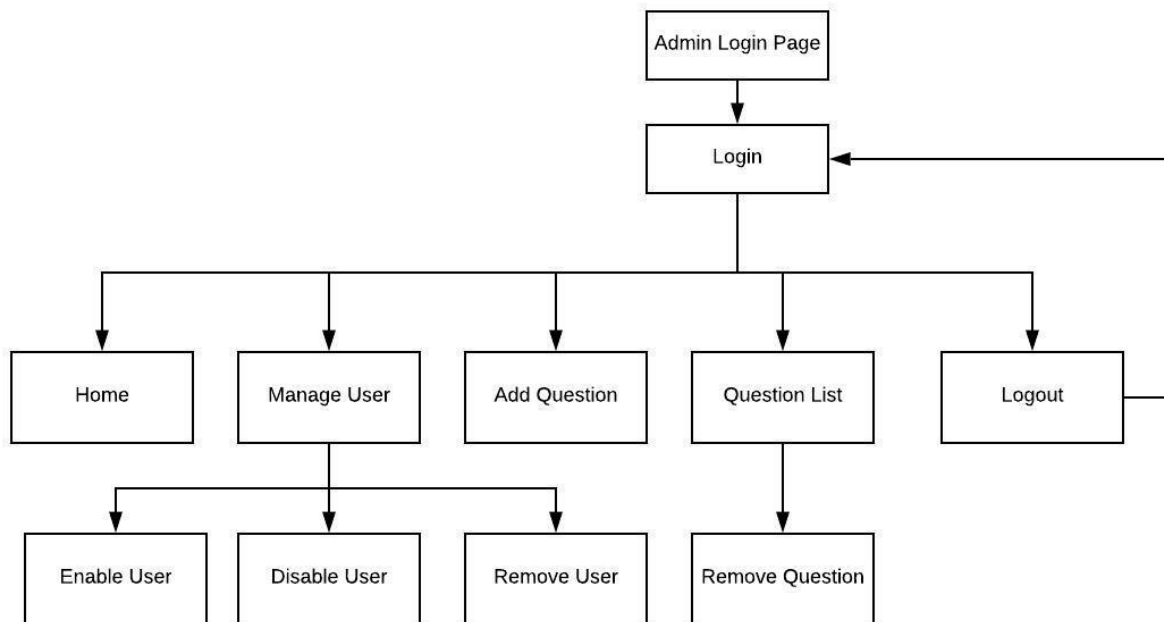 Admin Login Page
Login
Home
Manage User
Add Question
Question List
Logout
Enable User
Disable User
Remove User
Remove Question